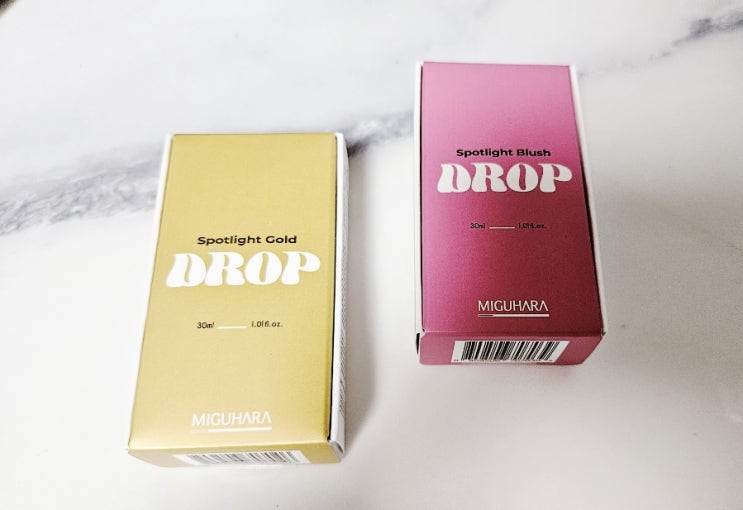 Spotlight Gold
DROP
30ml 1.01fl.oz.
MIGUHARA
Spotlight Blush
DROP
30ml 1.01fl.oz.
MIGUHARA